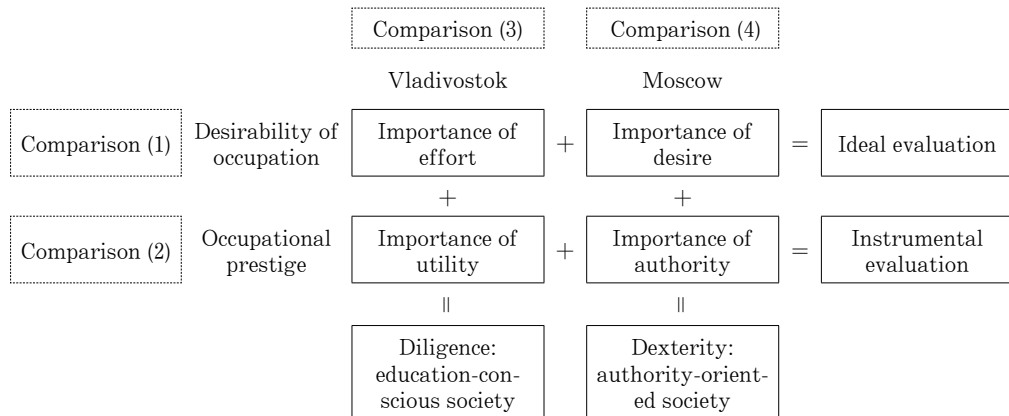 Comparison (3)
Comparison (4)
Vladivostok
Moscow
Comparison (1)
Desirability of
occupation
Importance of
effort
+
Importance of
desire
=
Ideal evaluation
+
+
Comparison (2)
Occupational
prestige
Importance of
utility
+
Importance of
authority
=
Instrumental
evaluation
=
=
Diligence:
education-con-
scious society
Dexterity:
authority-orient-
ed society